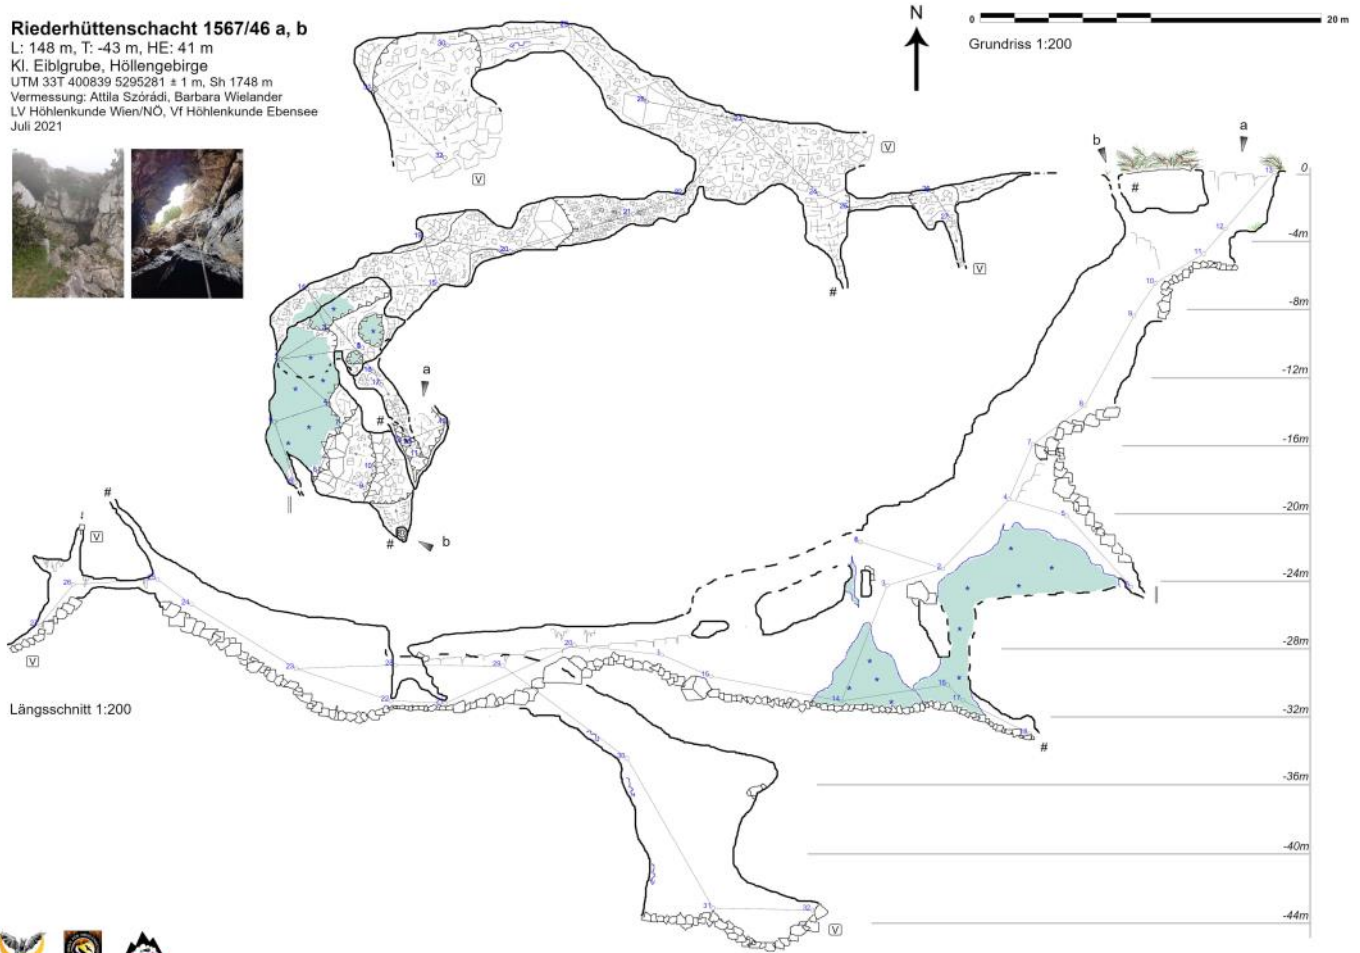 Riederhüttenschacht 1567/46 a, b
L: 148 m, T: -43 m, HE: 41 m
Kl. Eiblgrube, Höllengebirge
UTM 33T 400839 5295281 ± 1 m, Sh 1748 m
Vermessung: Attila Szórádi, Barbara Wielander
LV Höhlenkunde Wien/NÖ, Vf Höhlenkunde Ebensee
Juli 2021
N
0 20 m
Grundriss 1:200
V
V
V
#
a
#
#
b
b
a
#
0
-4m
-8m
-12m
-16m
-20m
-24m
-28m
-32m
-36m
-40m
-44m
#
V
V
Längsschnitt 1:200
#
V